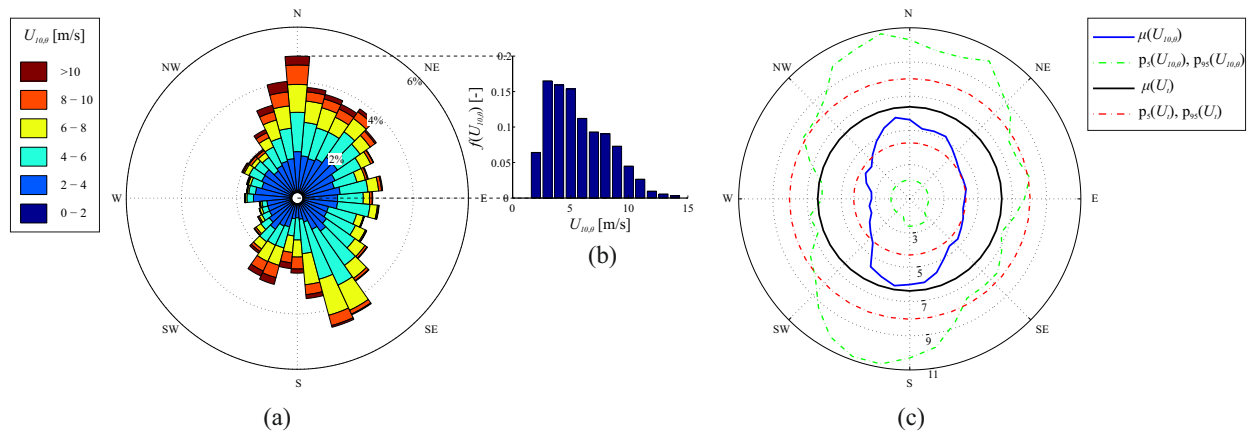 U10,θ [m/s]
>10
8 − 10
6 − 8
4 − 6
2 − 4
0 − 2
N
NE
E
SE
S
SW
W
NW
6%
4%
2%
(a)
0.2
0.15
0.1
0.05
0
f(U10,θ) [-]
0 5 10 15
U10,θ [m/s]
(b)
N
NE
E
SE
S
SW
W
NW
3
5
7
9
11
(c)
μ(U10,θ)
p5(U10,θ), p95(U10,θ)
μ(Ut)
p5(Ut), p95(Ut)